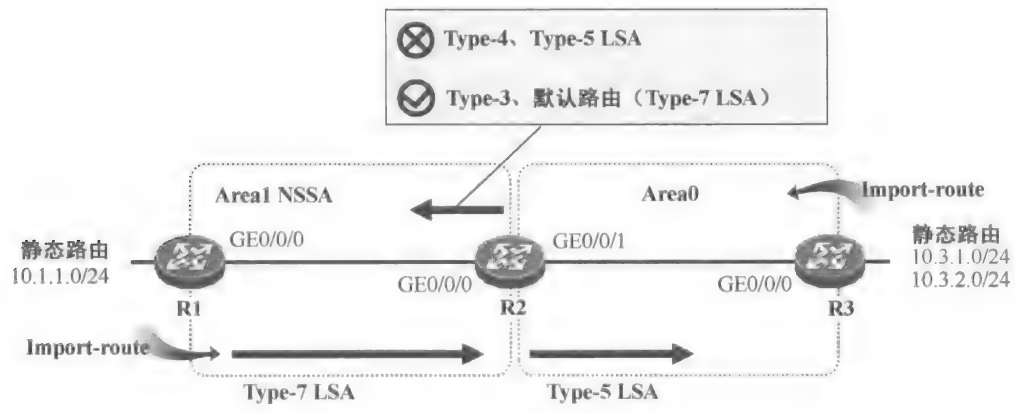 Type-4、Type-5 LSA
Type-3、默认路由（Type-7 LSA）
Area1 NSSA
Area0
Import-route
静态路由
10.1.1.0/24
GE0/0/0
GE0/0/1
静态路由
10.3.1.0/24
10.3.2.0/24
GE0/0/0
GE0/0/0
R1
R2
R3
Import-route
Type-7 LSA
Type-5 LSA